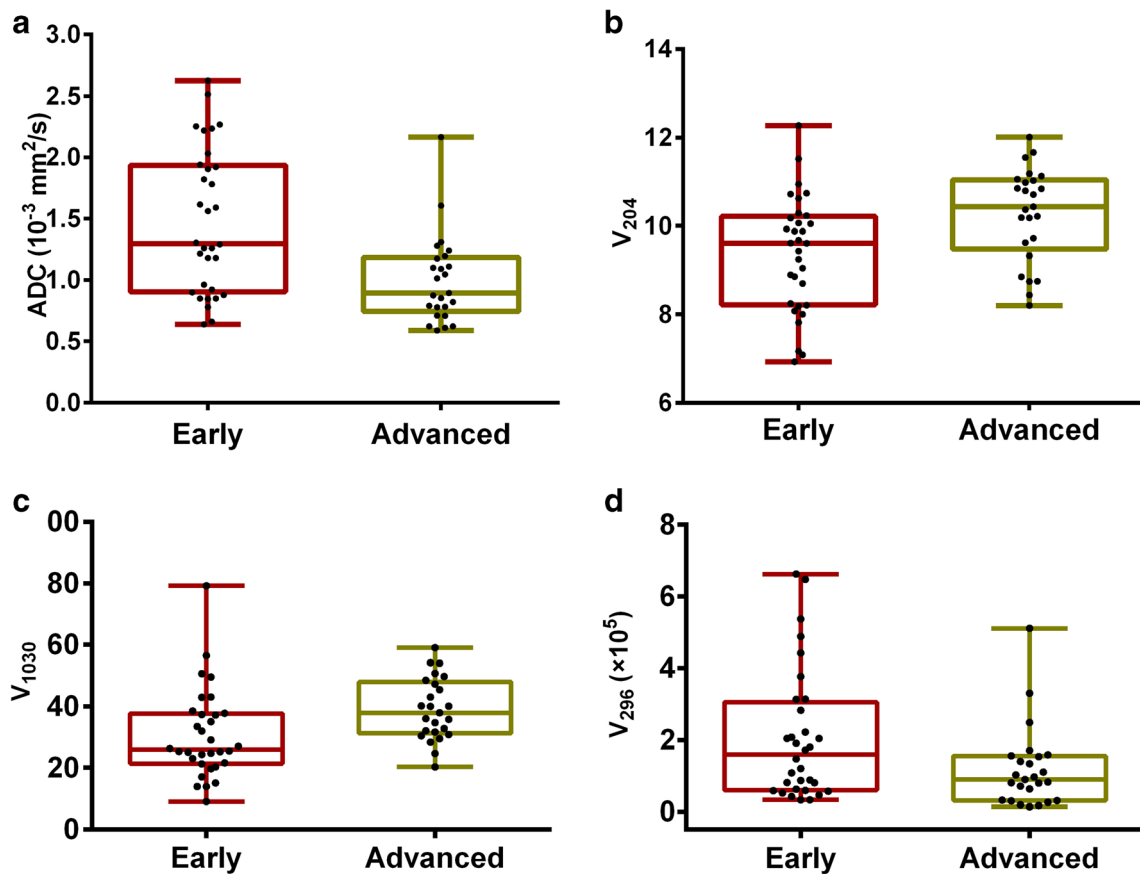 a
ADC (10⁻³ mm²/s)
3.0
2.5
2.0
1.5
1.0
0.5
0.0
Early Advanced
b
V₂₀₄
14
12
10
8
6
Early Advanced
c
V₁₀₃₀
00
80
60
40
20
0
Early Advanced
d
V₂₉₆ (×10⁵)
8
6
4
2
0
Early Advanced